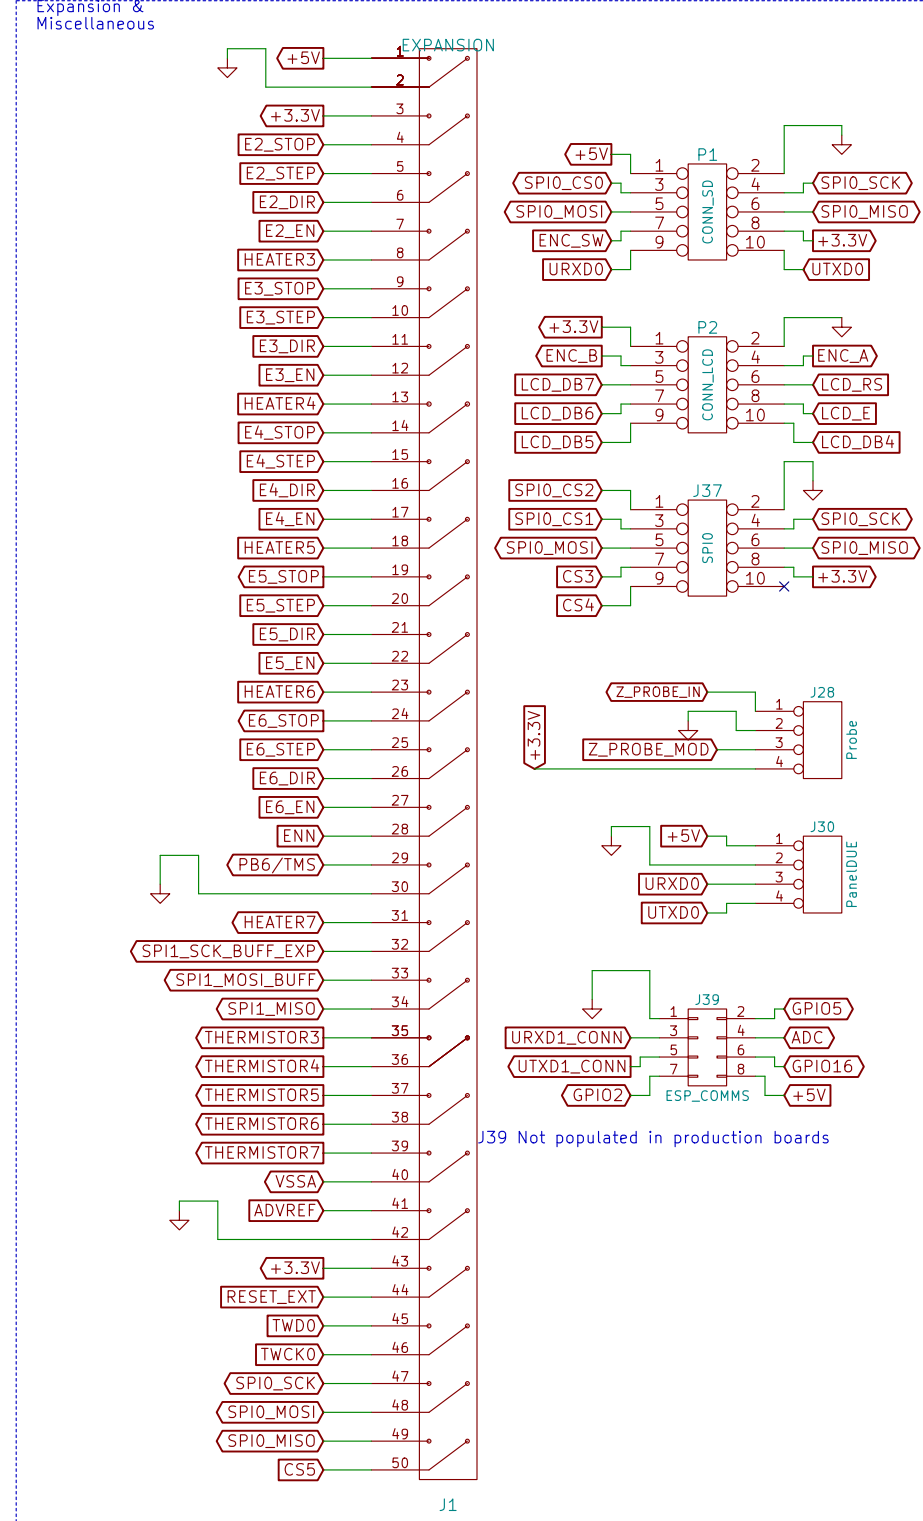 Expansion &
Miscellaneous
EXPANSION
+5V 1
2
+3.3V 3
E2_STOP 4
E2_STEP 5
E2_DIR 6
E2_EN 7
HEATER3 8
E3_STOP 9
E3_STEP 10
E3_DIR 11
E3_EN 12
HEATER4 13
E4_STOP 14
E4_STEP 15
E4_DIR 16
E4_EN 17
HEATER5 18
E5_STOP 19
E5_STEP 20
E5_DIR 21
E5_EN 22
HEATER6 23
E6_STOP 24
E6_STEP 25
E6_DIR 26
E6_EN 27
ENN 28
PB6/TMS 29
30
HEATER7 31
SPI1_SCK_BUFF_EXP 32
SPI1_MOSI_BUFF 33
SPI1_MISO 34
THERMISTOR3 35
THERMISTOR4 36
THERMISTOR5 37
THERMISTOR6 38
THERMISTOR7 39
VSSA 40
ADVREF 41
42
+3.3V 43
RESET_EXT 44
TWD0 45
TWCK0 46
SPI0_SCK 47
SPI0_MOSI 48
SPI0_MISO 49
CS5 50
J1
P1
CONN_SD
+5V 1 2
SPI0_CS0 3 4 SPI0_SCK
SPI0_MOSI 5 6 SPI0_MISO
ENC_SW 7 8 +3.3V
URXD0 9 10 UTXD0
P2
CONN_LCD
+3.3V 1 2
ENC_B 3 4 ENC_A
LCD_DB7 5 6 LCD_RS
LCD_DB6 7 8 LCD_E
LCD_DB5 9 10 LCD_DB4
J37
SPI0
SPI0_CS2 1 2
SPI0_CS1 3 4 SPI0_SCK
SPI0_MOSI 5 6 SPI0_MISO
CS3 7 8 +3.3V
CS4 9 10
J28
Probe
Z_PROBE_IN 1
2
Z_PROBE_MOD 3
+3.3V 4
J30
PanelDUE
+5V 1
2
URXD0 3
UTXD0 4
J39
1 2 GPIO5
URXD1_CONN 3 4 ADC
UTXD1_CONN 5 6 GPIO16
GPIO2 7 8 +5V
ESP_COMMS
J39 Not populated in production boards